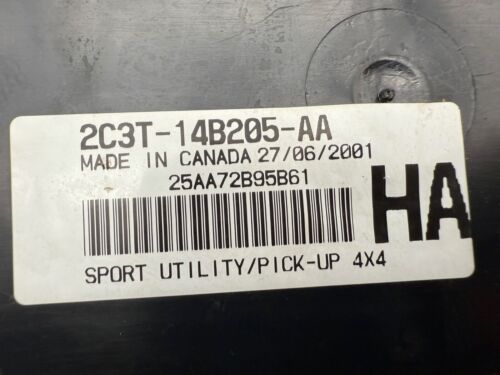 2C3T-14B205-AA
MADE IN CANADA 27/06/2001
25AA72B95B61
HA
SPORT UTILITY/PICK-UP 4X4